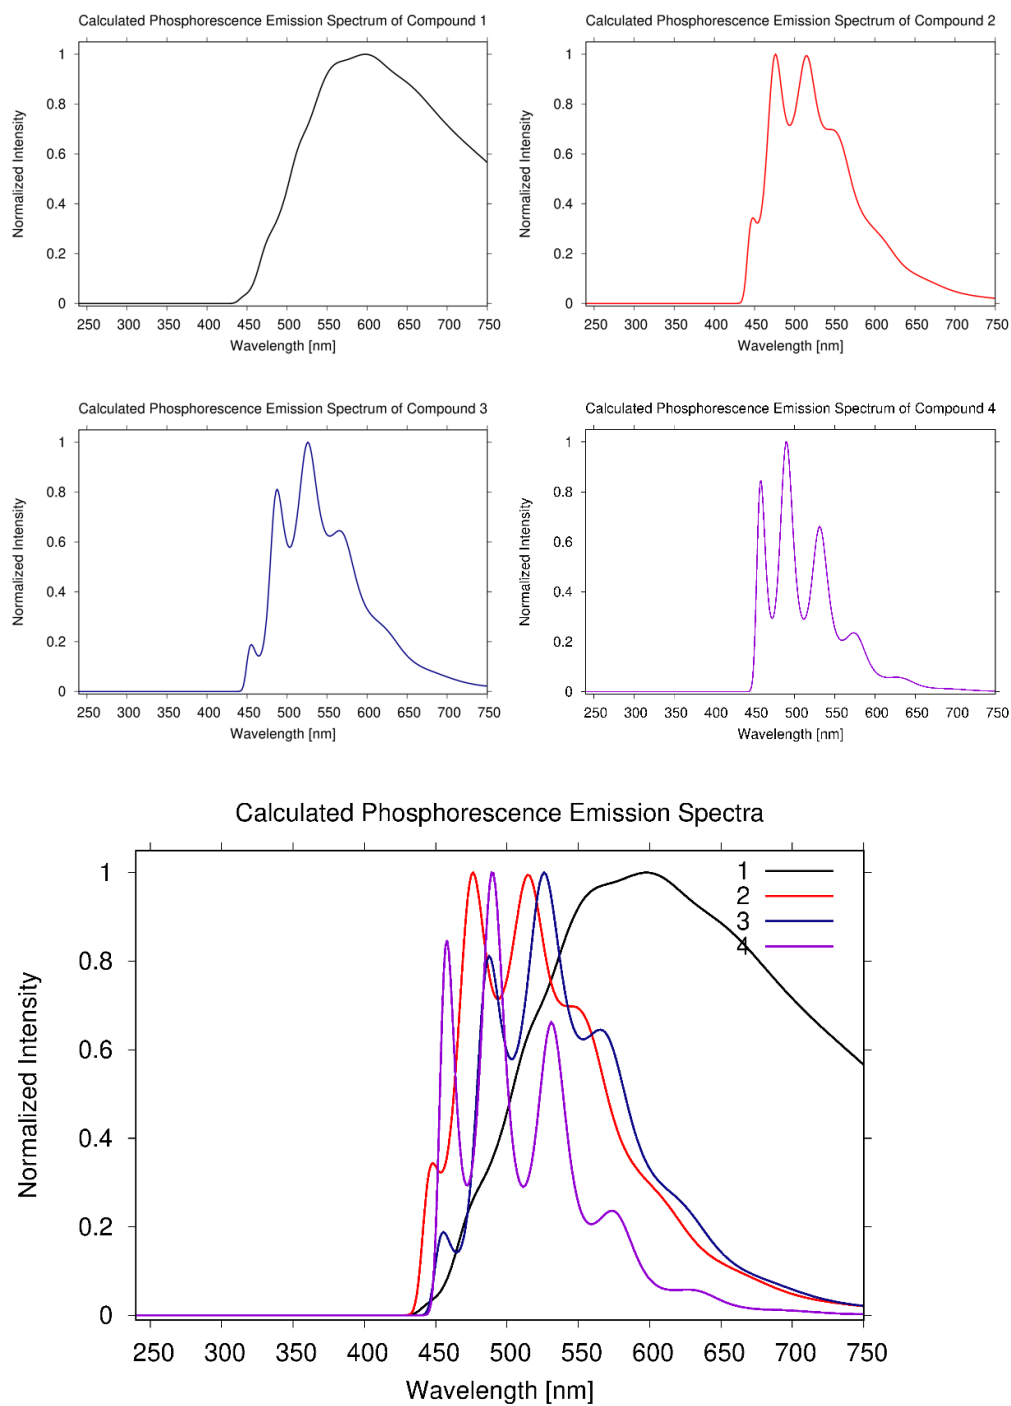 Calculated Phosphorescence Emission Spectrum of Compound 1
1
0.8
0.6
0.4
0.2
0
Normalized Intensity
250 300 350 400 450 500 550 600 650 700 750
Wavelength [nm]
Calculated Phosphorescence Emission Spectrum of Compound 2
1
0.8
0.6
0.4
0.2
0
Normalized Intensity
250 300 350 400 450 500 550 600 650 700 750
Wavelength [nm]
Calculated Phosphorescence Emission Spectrum of Compound 3
1
0.8
0.6
0.4
0.2
0
Normalized Intensity
250 300 350 400 450 500 550 600 650 700 750
Wavelength [nm]
Calculated Phosphorescence Emission Spectrum of Compound 4
1
0.8
0.6
0.4
0.2
0
Normalized Intensity
250 300 350 400 450 500 550 600 650 700 750
Wavelength [nm]
Calculated Phosphorescence Emission Spectra
1
0.8
0.6
0.4
0.2
0
Normalized Intensity
1
2
3
4
250 300 350 400 450 500 550 600 650 700 750
Wavelength [nm]